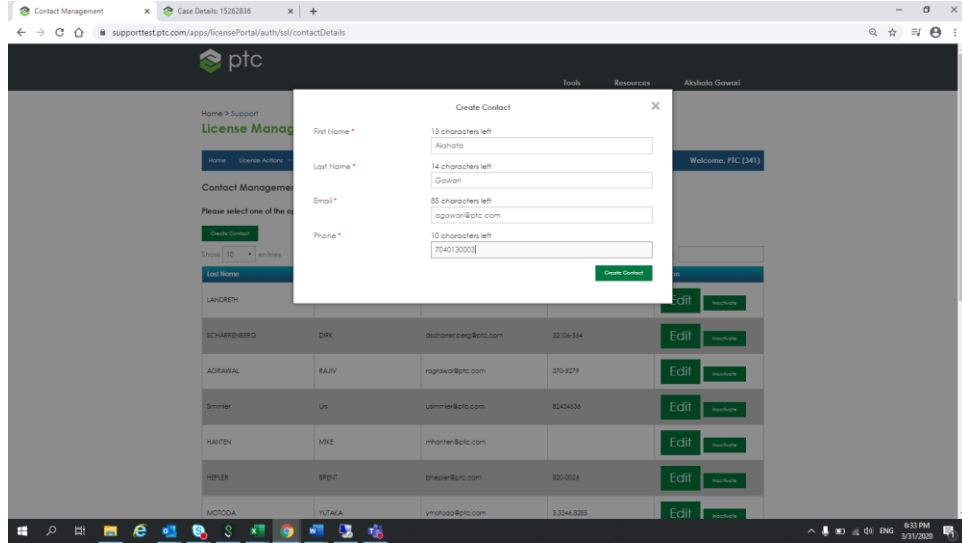 Contact Management
Case Details: 15262836
supporttest.ptc.com/apps/licensePortal/auth/ssl/contactDetails
ptc
Tools Resources Akshata Gawari
Home > Support
License Manag
Home License Actions Welcome, PTC (341)
Contact Managemen
Please select one of the op
Create Contact
Show 10 entries
Create Contact
First Name *
13 characters left
Akshata
Last Name *
14 characters left
Gawari
Email *
85 characters left
agawari@ptc.com
Phone *
10 characters left
7040130003
Create Contact
Last Name on
LANDRETH Edit Inactivate
SCHARRENBERG DIRK dscharrenberg@ptc.com 32106-564 Edit Inactivate
AGRAWAL RAJIV ragrawal@ptc.com 370-5279 Edit Inactivate
Simmler Urs usimmler@ptc.com 82404636 Edit Inactivate
HANTEN MIKE mhanten@ptc.com Edit Inactivate
HEPLER BRENT bhepler@ptc.com 820-0026 Edit Inactivate
MOTODA YUTAKA ymotoda@ptc.com 3.3346.8285 Edit Inactivate
ENG
6:33 PM
3/31/2020